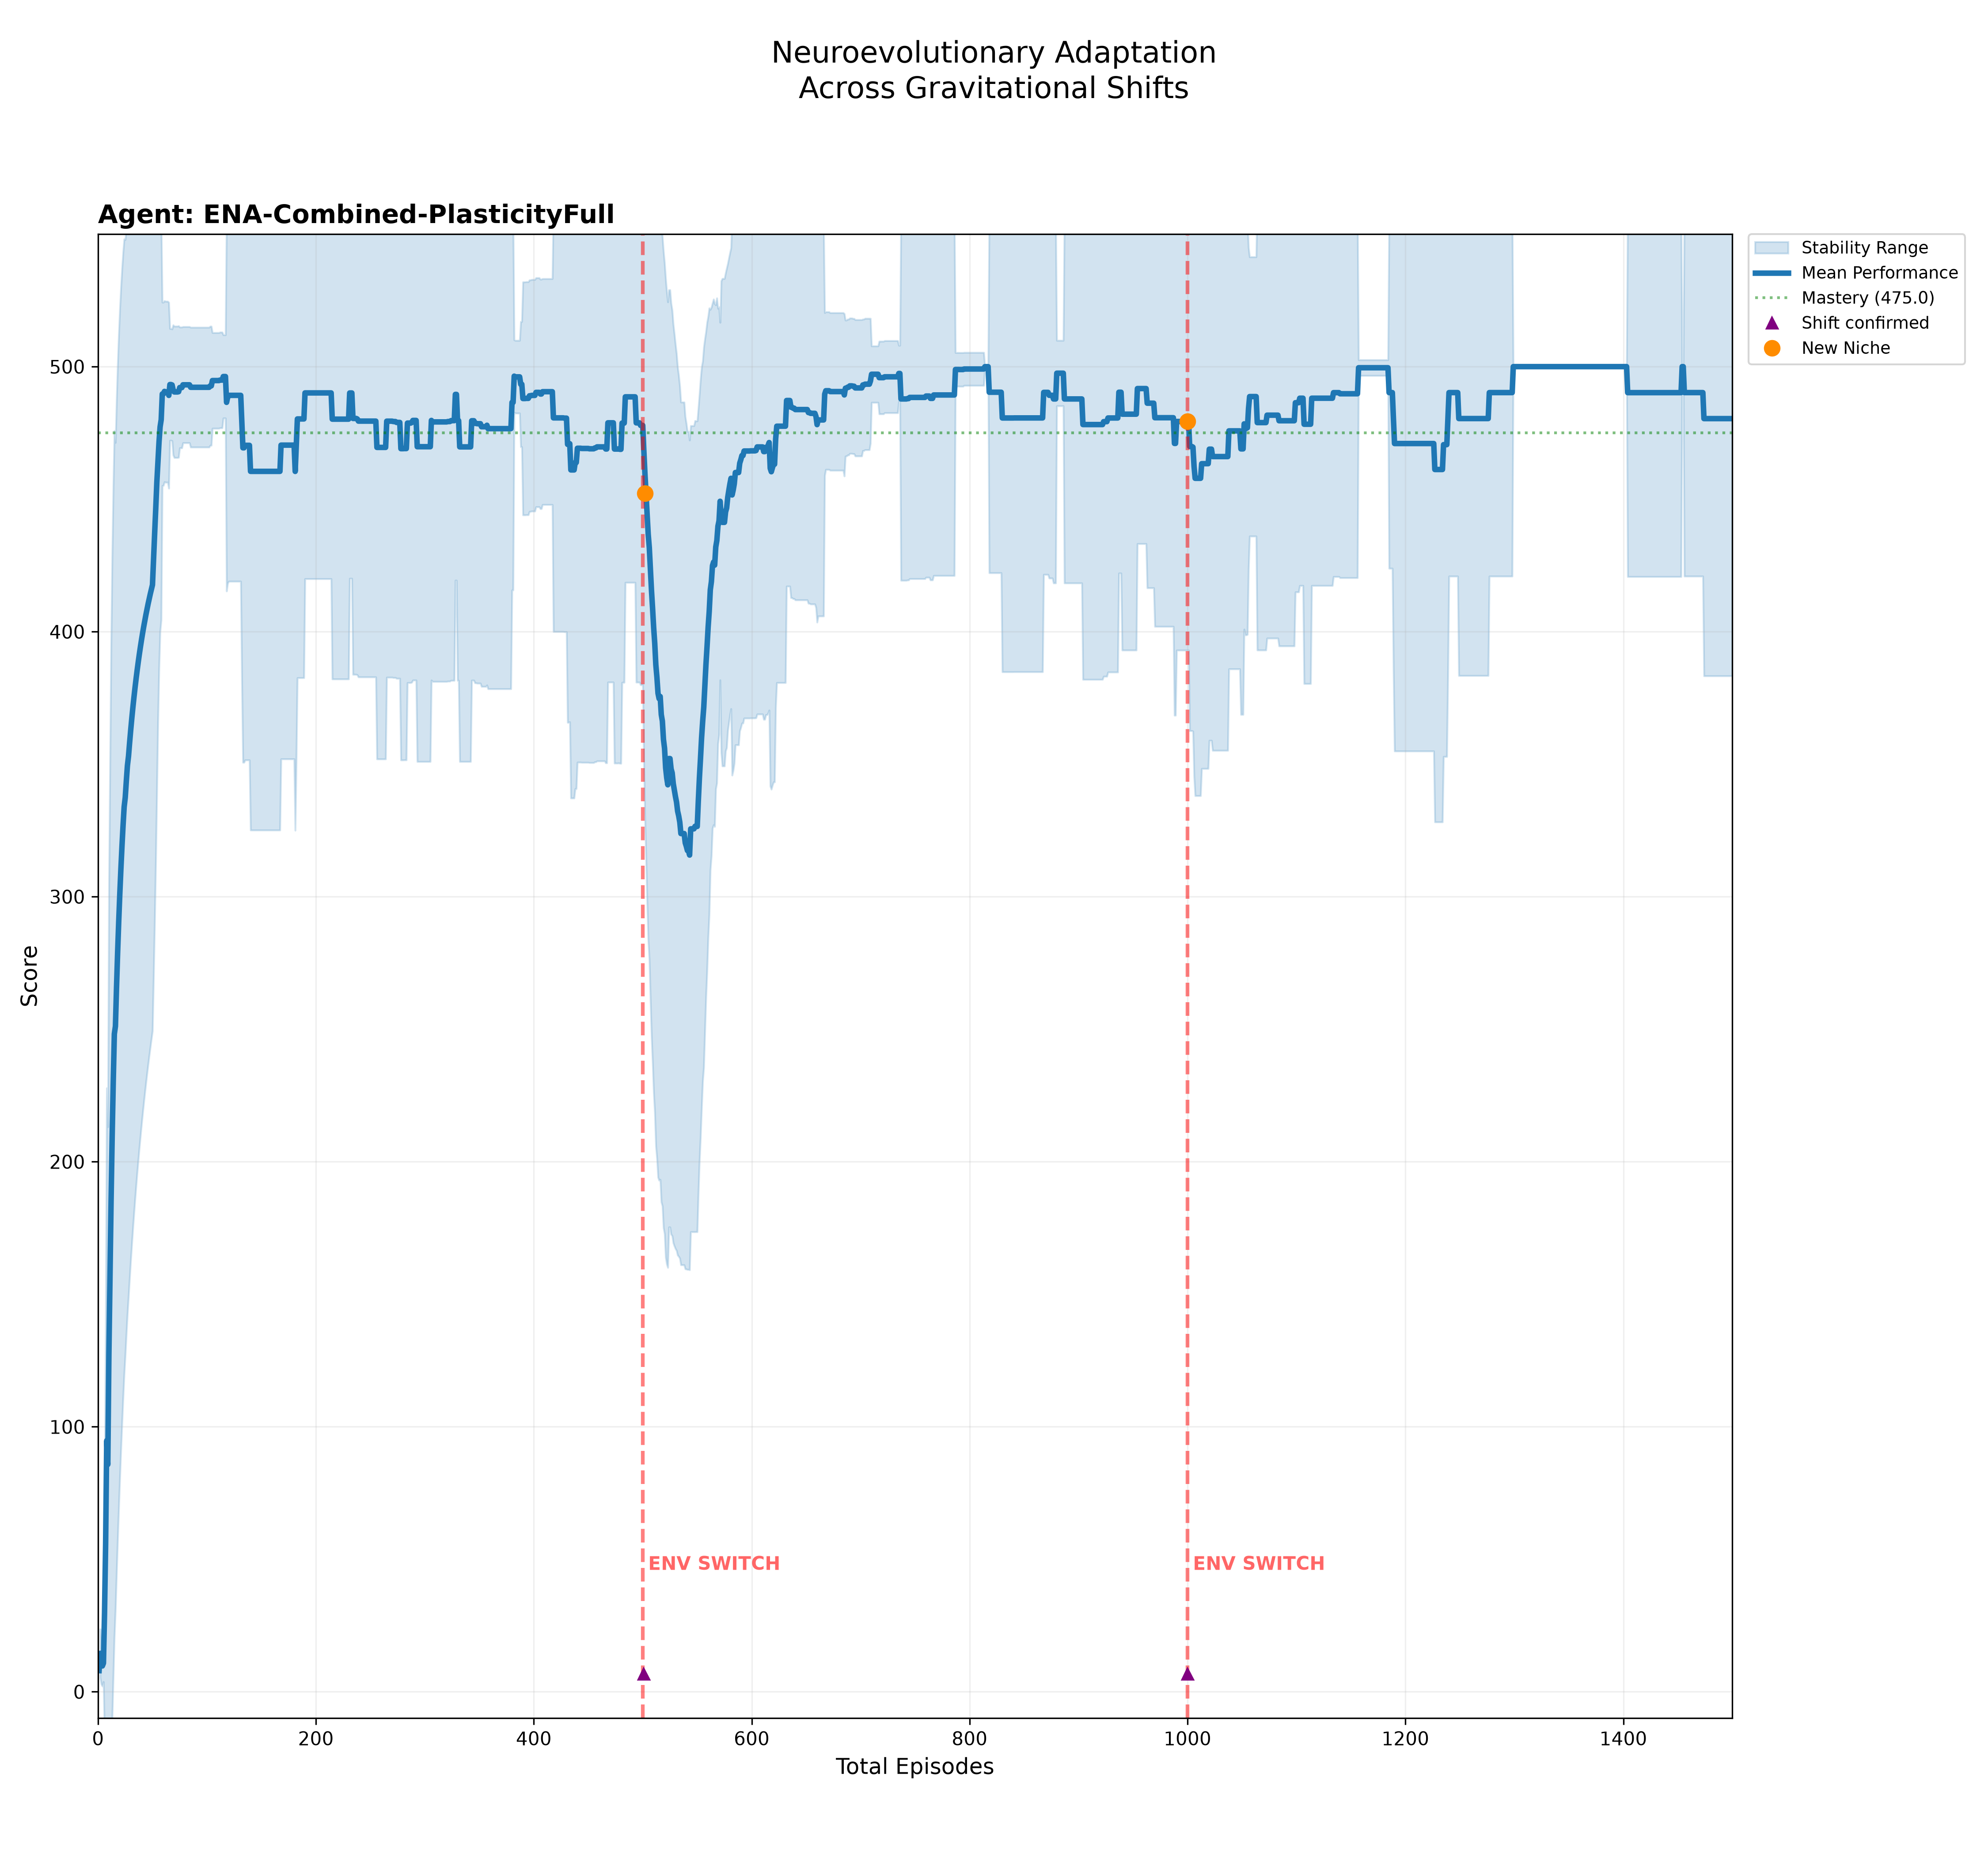 Neuroevolutionary Adaptation
Across Gravitational Shifts
Agent: ENA-Combined-PlasticityFull
Stability Range
Mean Performance
Mastery (475.0)
Shift confirmed
New Niche
500
400
300
200
100
0
Score
ENV SWITCH
ENV SWITCH
0
200
400
600
800
1000
1200
1400
Total Episodes